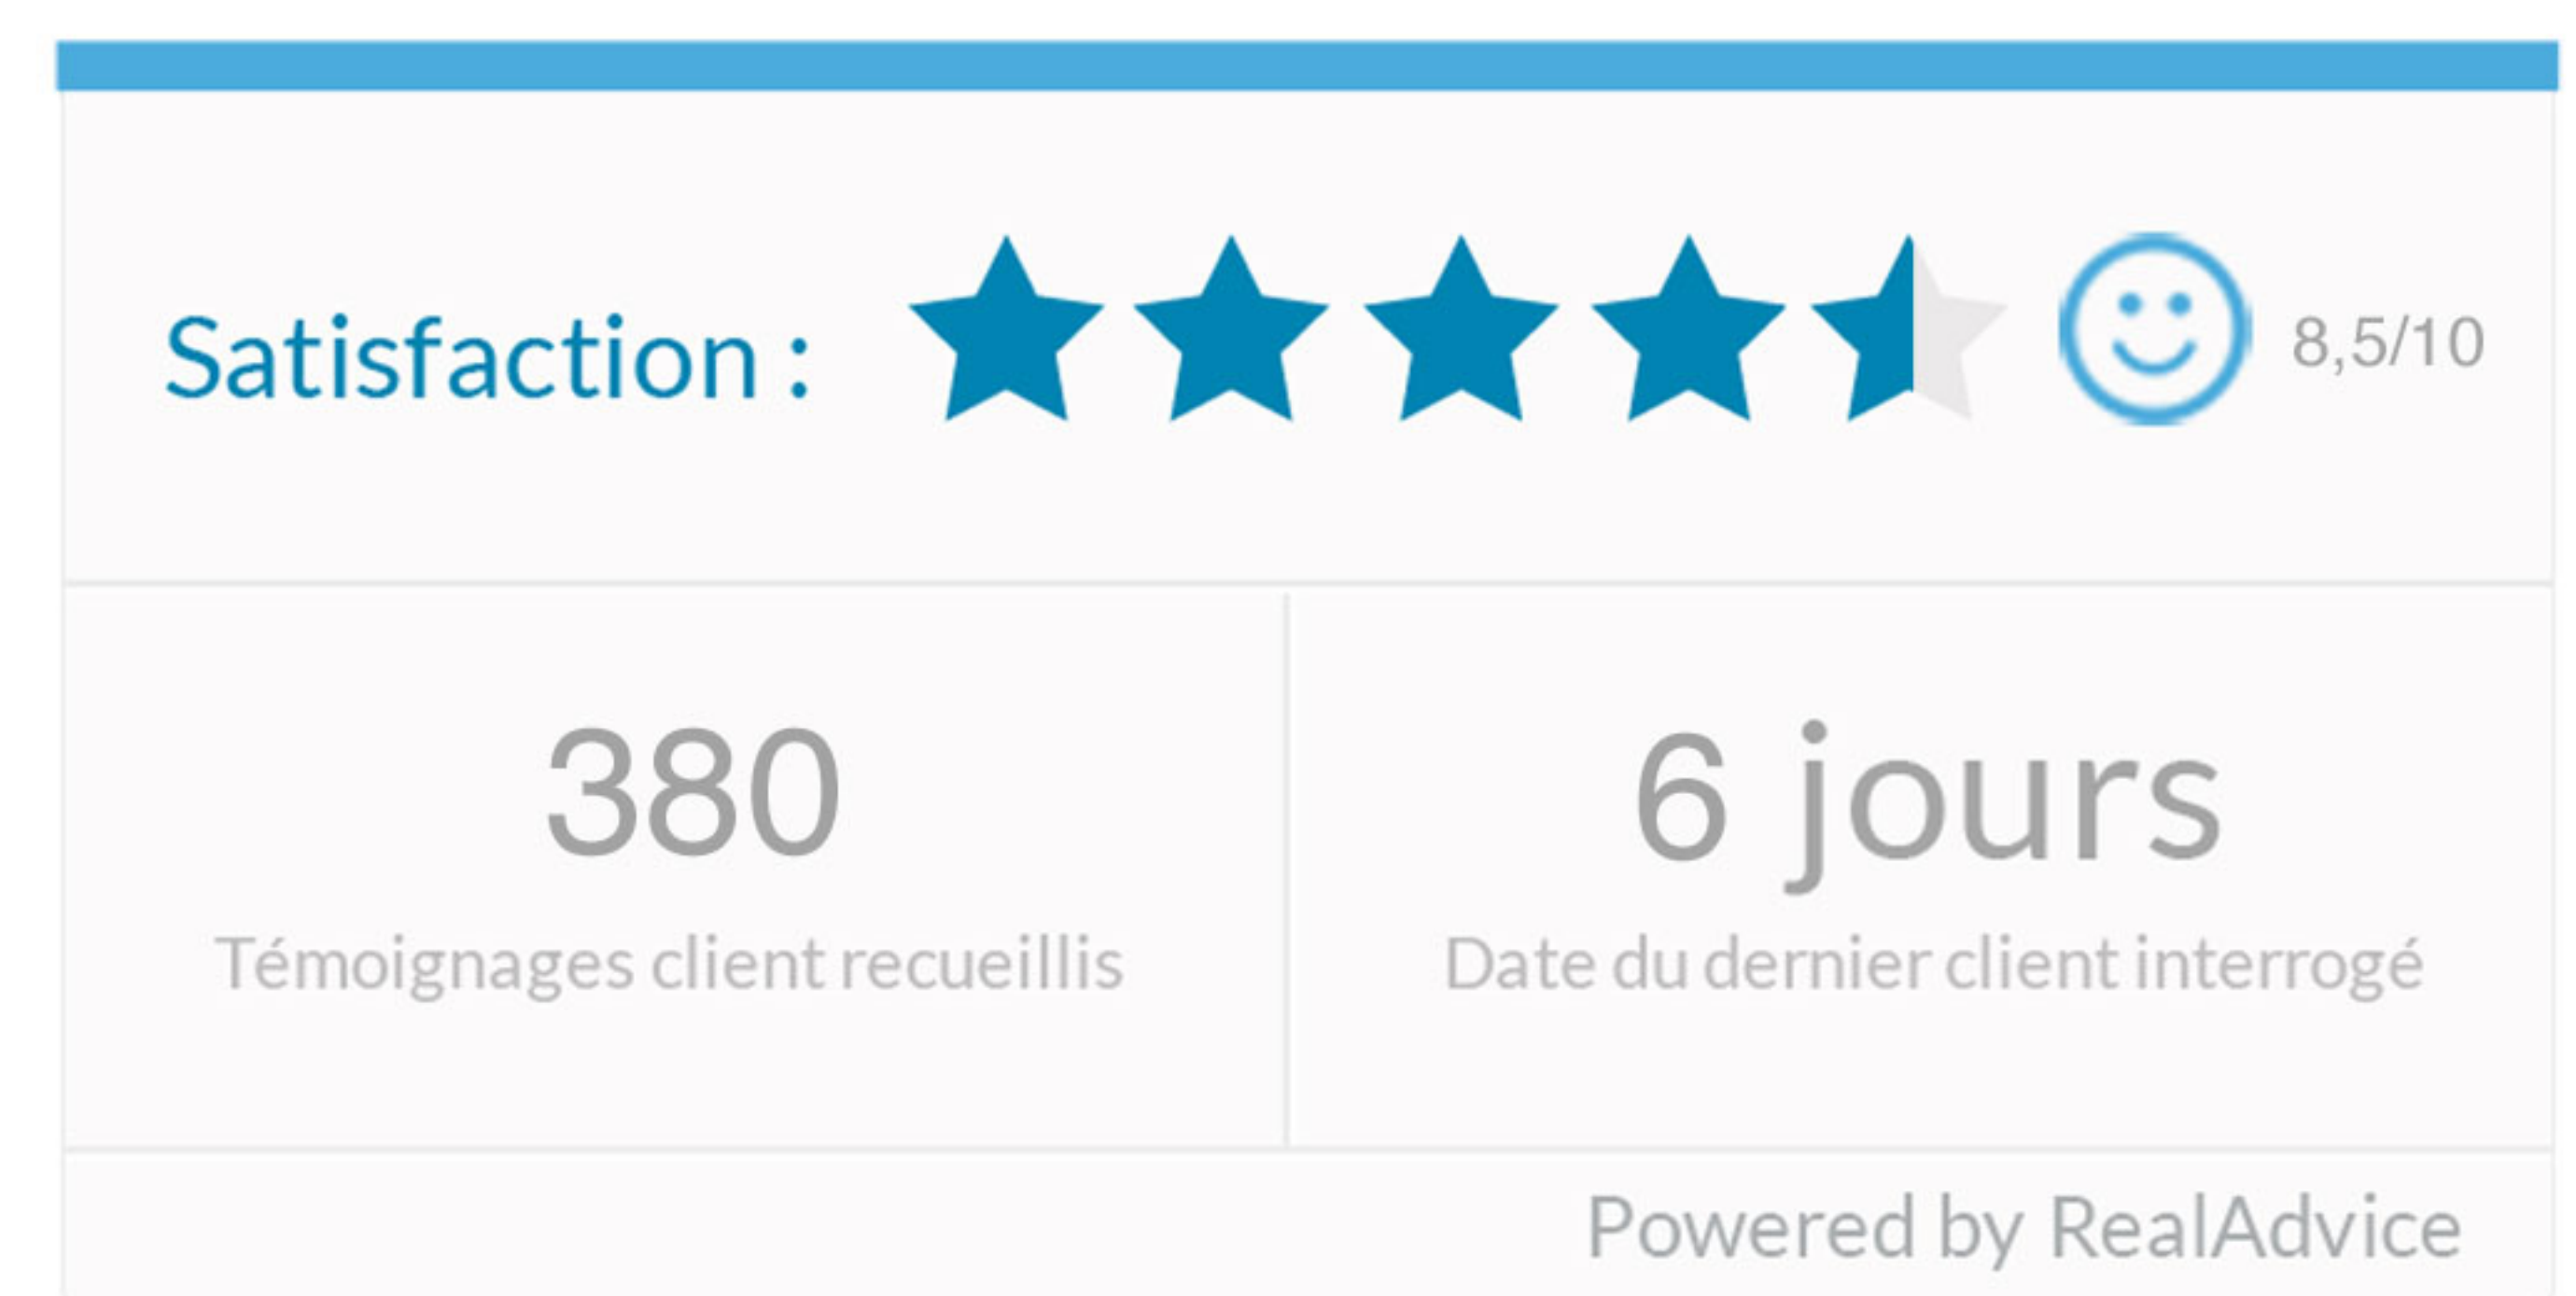 Satisfaction : 8,5/10
380
Témoignages client recueillis
6 jours
Date du dernier client interrogé
Powered by RealAdvice